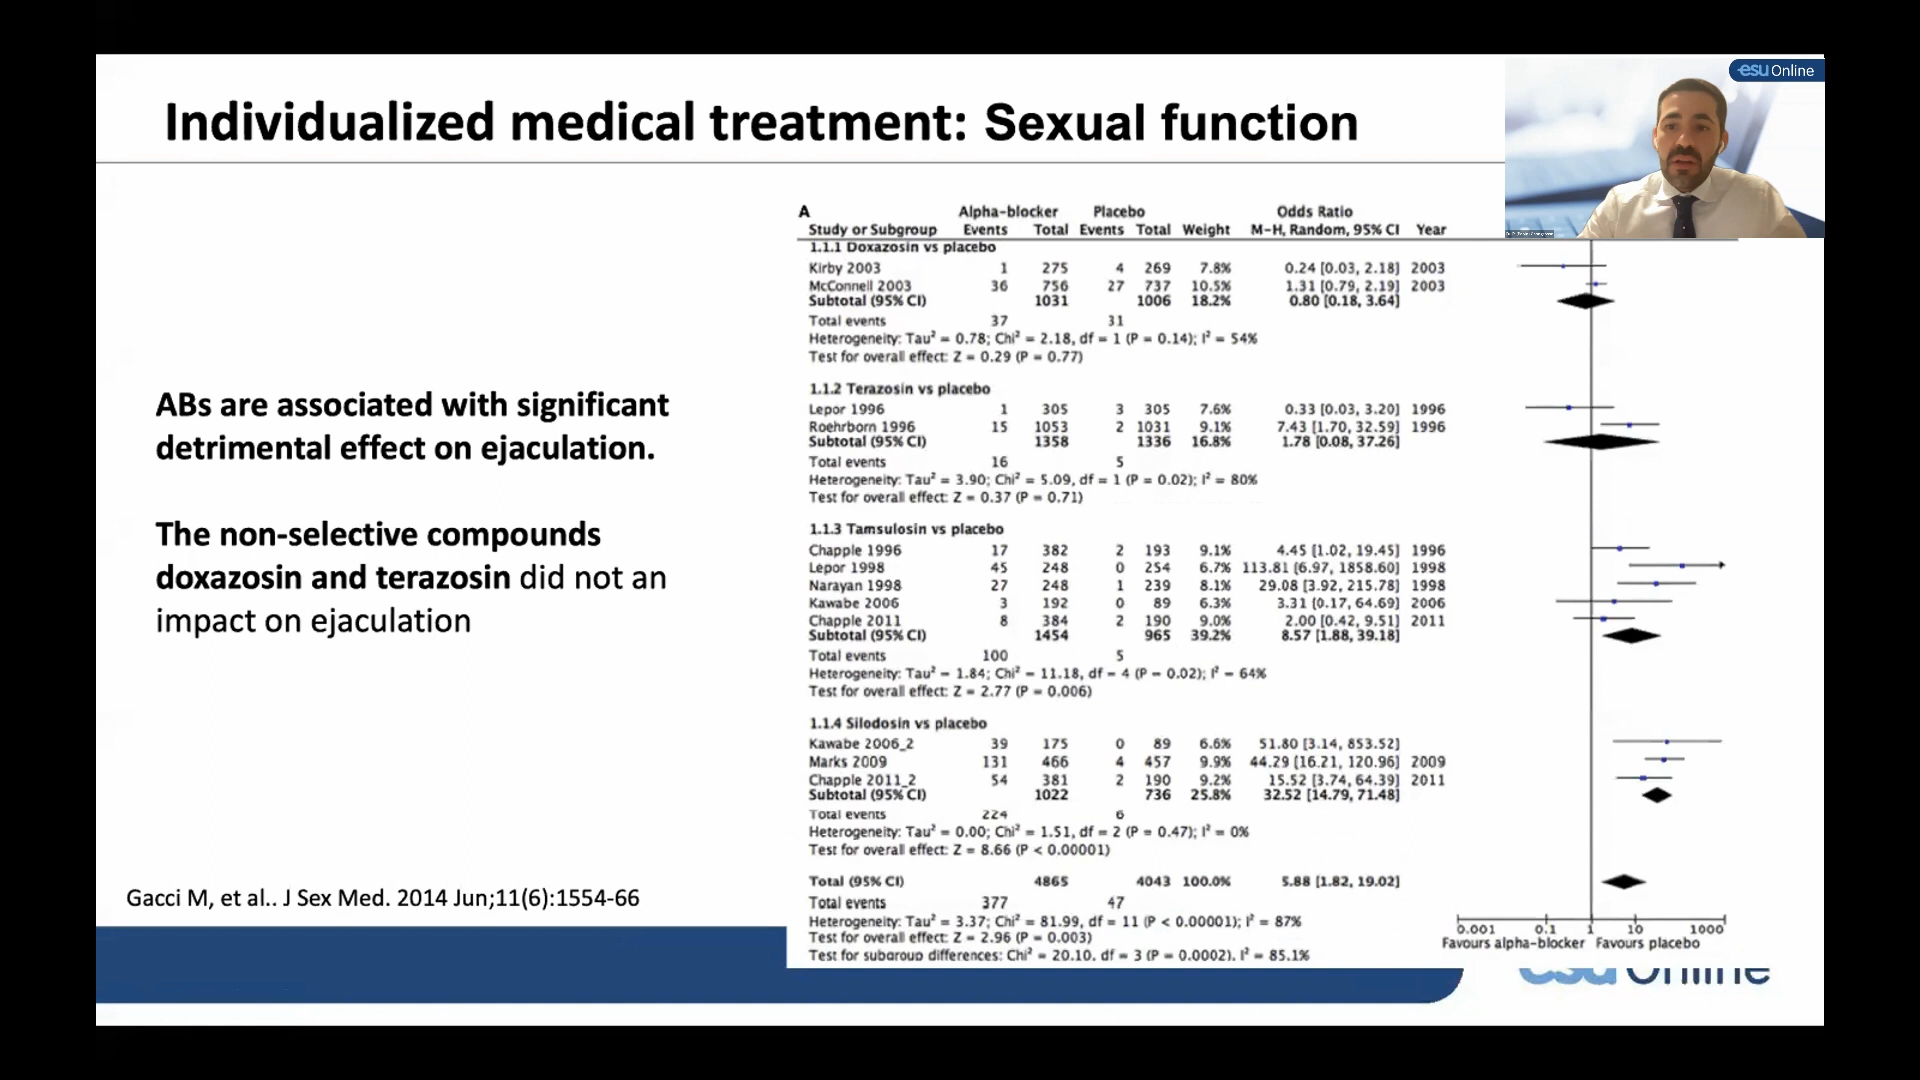 Individualized medical treatment: Sexual function
esu Online
ABs are associated with significant
detrimental effect on ejaculation.
The non-selective compounds
doxazosin and terazosin did not an
impact on ejaculation
Gacci M, et al.. J Sex Med. 2014 Jun;11(6):1554-66
A Alpha-blocker Placebo Odds Ratio
Study or Subgroup Events Total Events Total Weight M-H, Random, 95% CI Year
1.1.1 Doxazosin vs placebo
Kirby 2003 1 275 4 269 7.8% 0.24 [0.03, 2.18] 2003
McConnell 2003 36 756 27 737 10.5% 1.31 [0.79, 2.19] 2003
Subtotal (95% CI) 1031 1006 18.2% 0.80 [0.18, 3.64]
Total events 37 31
Heterogeneity: Tau² = 0.78; Chi² = 2.18, df = 1 (P = 0.14); I² = 54%
Test for overall effect: Z = 0.29 (P = 0.77)
1.1.2 Terazosin vs placebo
Lepor 1996 1 305 3 305 7.6% 0.33 [0.03, 3.20] 1996
Roehrborn 1996 15 1053 2 1031 9.1% 7.43 [1.70, 32.59] 1996
Subtotal (95% CI) 1358 1336 16.8% 1.78 [0.08, 37.26]
Total events 16 5
Heterogeneity: Tau² = 3.90; Chi² = 5.09, df = 1 (P = 0.02); I² = 80%
Test for overall effect: Z = 0.37 (P = 0.71)
1.1.3 Tamsulosin vs placebo
Chapple 1996 17 382 2 193 9.1% 4.45 [1.02, 19.45] 1996
Lepor 1998 45 248 0 254 6.7% 113.81 [6.97, 1858.60] 1998
Narayan 1998 27 248 1 239 8.1% 29.08 [3.92, 215.78] 1998
Kawabe 2006 3 192 0 89 6.3% 3.31 [0.17, 64.69] 2006
Chapple 2011 8 384 2 190 9.0% 2.00 [0.42, 9.51] 2011
Subtotal (95% CI) 1454 965 39.2% 8.57 [1.88, 39.18]
Total events 100 5
Heterogeneity: Tau² = 1.84; Chi² = 11.18, df = 4 (P = 0.02); I² = 64%
Test for overall effect: Z = 2.77 (P = 0.006)
1.1.4 Silodosin vs placebo
Kawabe 2006_2 39 175 0 89 6.6% 51.80 [3.14, 853.52]
Marks 2009 131 466 4 457 9.9% 44.29 [16.21, 120.96] 2009
Chapple 2011_2 54 381 2 190 9.2% 15.52 [3.74, 64.39] 2011
Subtotal (95% CI) 1022 736 25.8% 32.52 [14.79, 71.48]
Total events 224 6
Heterogeneity: Tau² = 0.00; Chi² = 1.51, df = 2 (P = 0.47); I² = 0%
Test for overall effect: Z = 8.66 (P < 0.00001)
Total (95% CI) 4865 4043 100.0% 5.88 [1.82, 19.02]
Total events 377 47
Heterogeneity: Tau² = 3.37; Chi² = 81.99, df = 11 (P < 0.00001); I² = 87%
Test for overall effect: Z = 2.96 (P = 0.003)
Test for subgroup differences: Chi² = 20.10, df = 3 (P = 0.0002), I² = 85.1%
0.001 0.1 1 10 1000
Favours alpha-blocker Favours placebo
esu Online